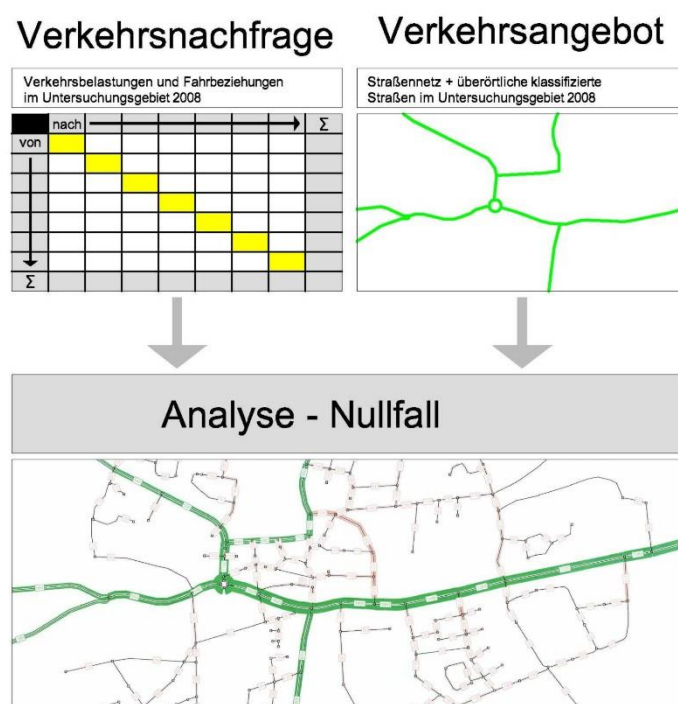 Verkehrsnachfrage
Verkehrsbelastungen und Fahrbeziehungen
im Untersuchungsgebiet 2008
nach
Σ
von
Σ
Verkehrsangebot
Straßennetz + überörtliche klassifizierte
Straßen im Untersuchungsgebiet 2008
Analyse - Nullfall